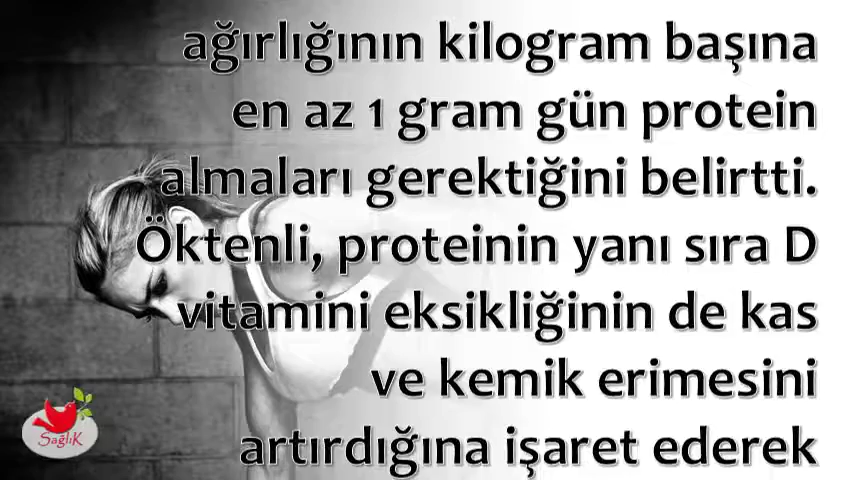 ağırlığının kilogram başına
en az 1 gram gün protein
almaları gerektiğini belirtti.
Öktenli, proteinin yanı sıra D
vitamini eksikliğinin de kas
ve kemik erimesini
artırdığına işaret ederek
SağlıK